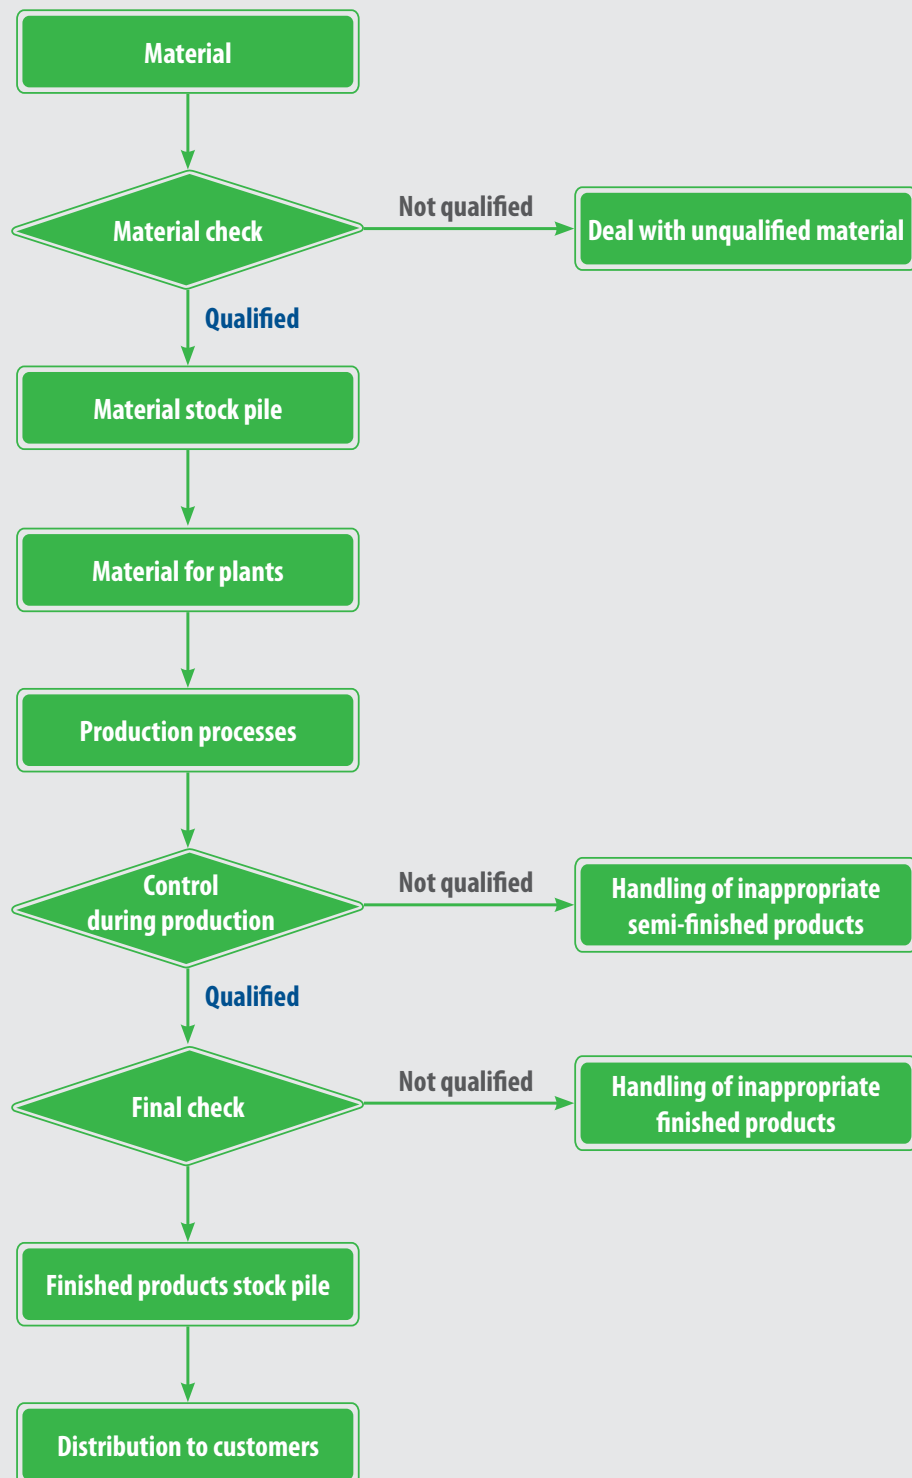 Material
Material check
Not qualified
Deal with unqualified material
Qualified
Material stock pile
Material for plants
Production processes
Control
during production
Not qualified
Handling of inappropriate
semi-finished products
Qualified
Final check
Not qualified
Handling of inappropriate
finished products
Finished products stock pile
Distribution to customers